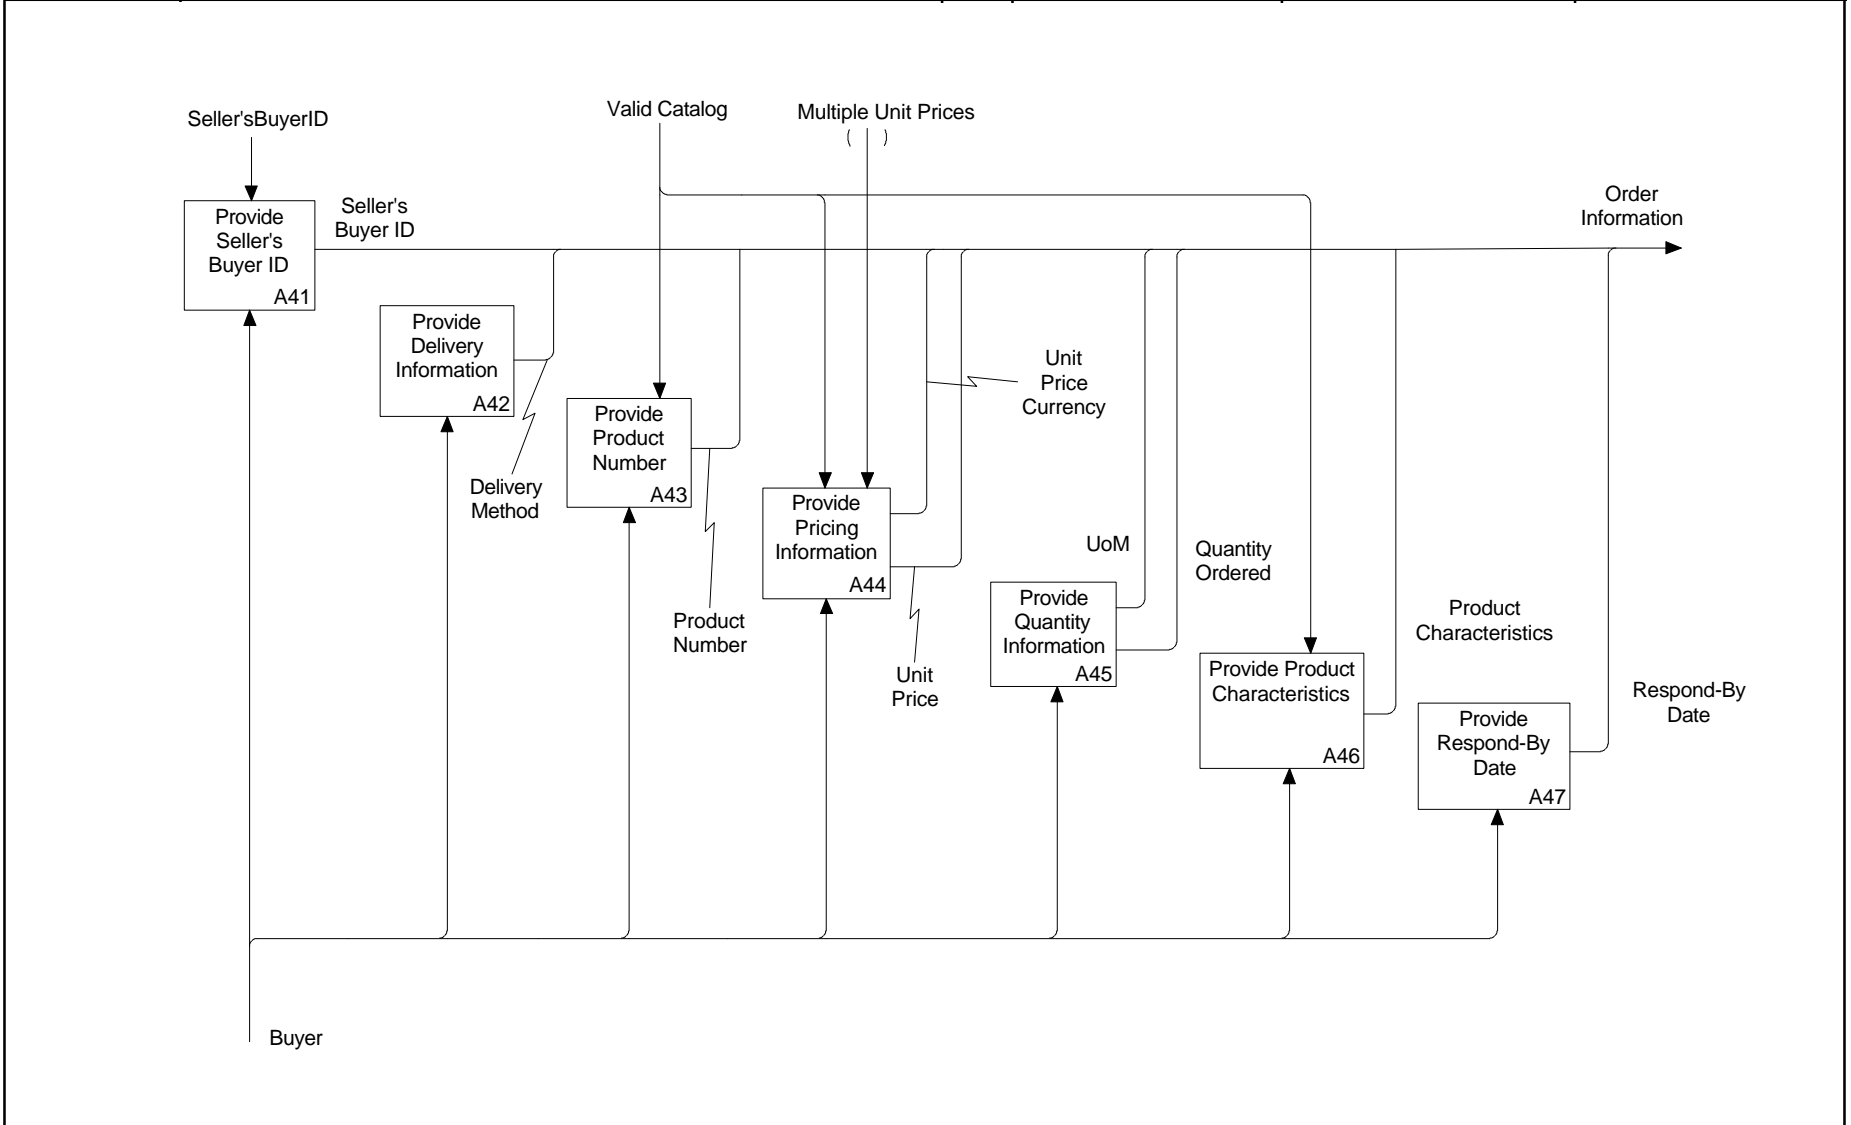 Seller'sBuyerID
Valid Catalog
Multiple Unit Prices
( )
Provide
Seller's
Buyer ID
A41
Seller's
Buyer ID
Order
Information
Provide
Delivery
Information
A42
Delivery
Method
Provide
Product
Number
A43
Product
Number
Unit
Price
Currency
Provide
Pricing
Information
A44
Unit
Price
UoM
Quantity
Ordered
Provide
Quantity
Information
A45
Product
Characteristics
Provide Product
Characteristics
A46
Respond-By
Date
Provide
Respond-By
Date
A47
Buyer